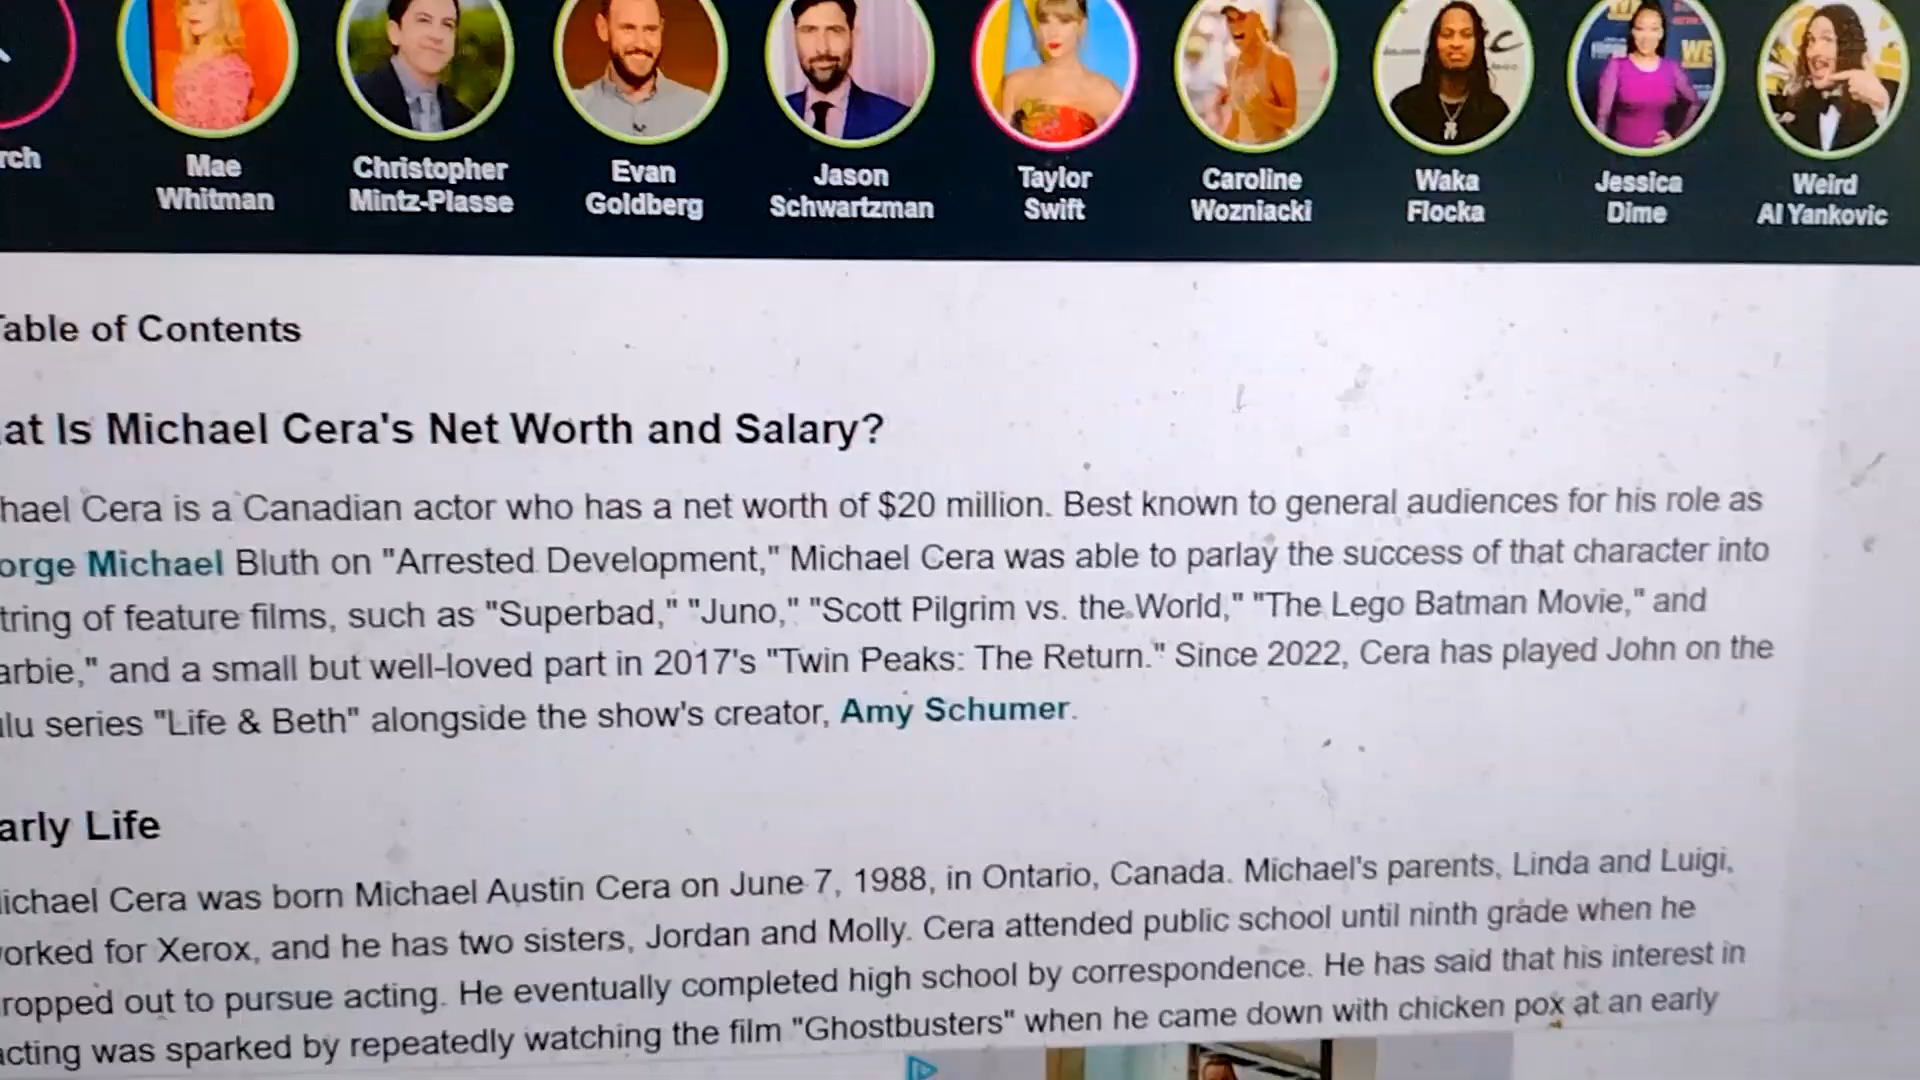 rch
Mae
Whitman
Christopher
Mintz-Plasse
Evan
Goldberg
Jason
Schwartzman
Taylor
Swift
Caroline
Wozniacki
Waka
Flocka
Jessica
Dime
Weird
Al Yankovic
Table of Contents
at Is Michael Cera's Net Worth and Salary?
hael Cera is a Canadian actor who has a net worth of $20 million. Best known to general audiences for his role as
orge Michael Bluth on "Arrested Development," Michael Cera was able to parlay the success of that character into
tring of feature films, such as "Superbad," "Juno," "Scott Pilgrim vs. the World," "The Lego Batman Movie," and
arbie," and a small but well-loved part in 2017's "Twin Peaks: The Return." Since 2022, Cera has played John on the
ulu series "Life & Beth" alongside the show's creator, Amy Schumer.
arly Life
ichael Cera was born Michael Austin Cera on June 7, 1988, in Ontario, Canada. Michael's parents, Linda and Luigi,
orked for Xerox, and he has two sisters, Jordan and Molly. Cera attended public school until ninth grade when he
ropped out to pursue acting. He eventually completed high school by correspondence. He has said that his interest in
acting was sparked by repeatedly watching the film "Ghostbusters" when he came down with chicken pox at an early